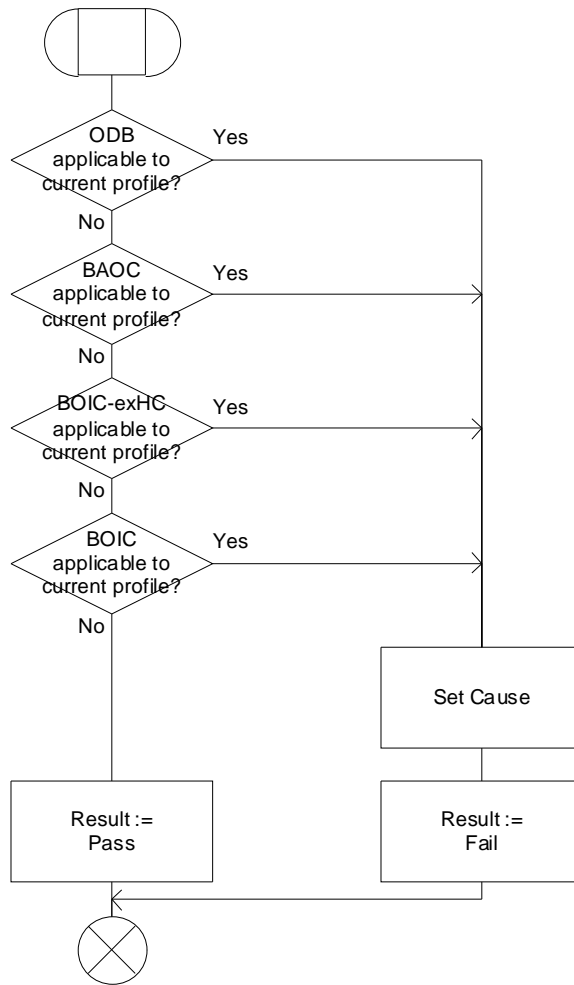 ODB
applicable to
current profile?
Yes
No
BAOC
applicable to
current profile?
Yes
No
BOIC-exHC
applicable to
current profile?
Yes
No
BOIC
applicable to
current profile?
Yes
No
Set Cause
Result :=
Pass
Result :=
Fail